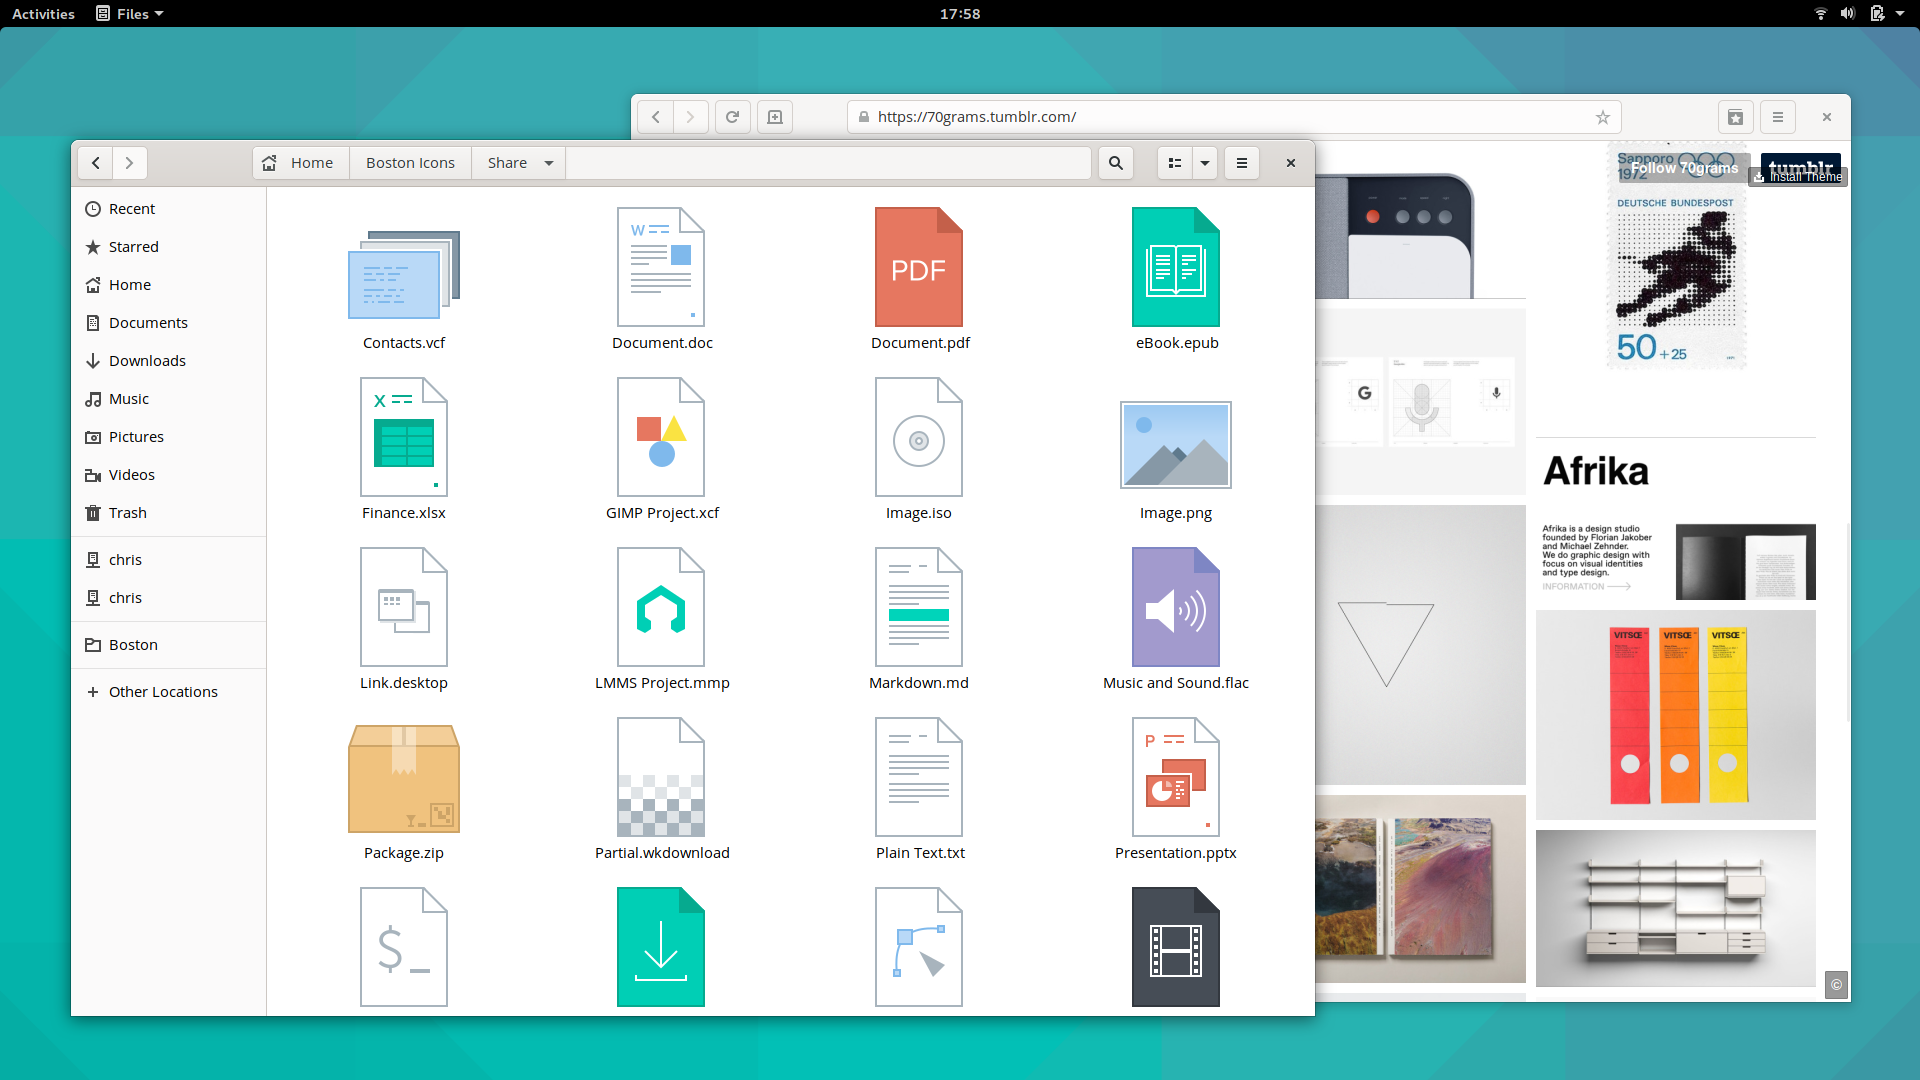 Activities
Files
17:58
https://70grams.tumblr.com/
Home
Boston Icons
Share
Recent
Starred
Home
Documents
Downloads
Music
Pictures
Videos
Trash
chris
chris
Boston
Other Locations
W
PDF
Contacts.vcf
Document.doc
Document.pdf
eBook.epub
X
Finance.xlsx
GIMP Project.xcf
Image.iso
Image.png
Link.desktop
LMMS Project.mmp
Markdown.md
Music and Sound.flac
P
Package.zip
Partial.wkdownload
Plain Text.txt
Presentation.pptx
$_
Sapporo
1972
Follow 70grams
tumblr
Install Theme
DEUTSCHE BUNDESPOST
50 +25
G
Afrika
Afrika is a design studio
founded by Florian Jakober
and Michael Zehnder.
We do graphic design with
focus on visual identities
and type design.
INFORMATION
VITSŒ
VITSŒ
VITSŒ
©